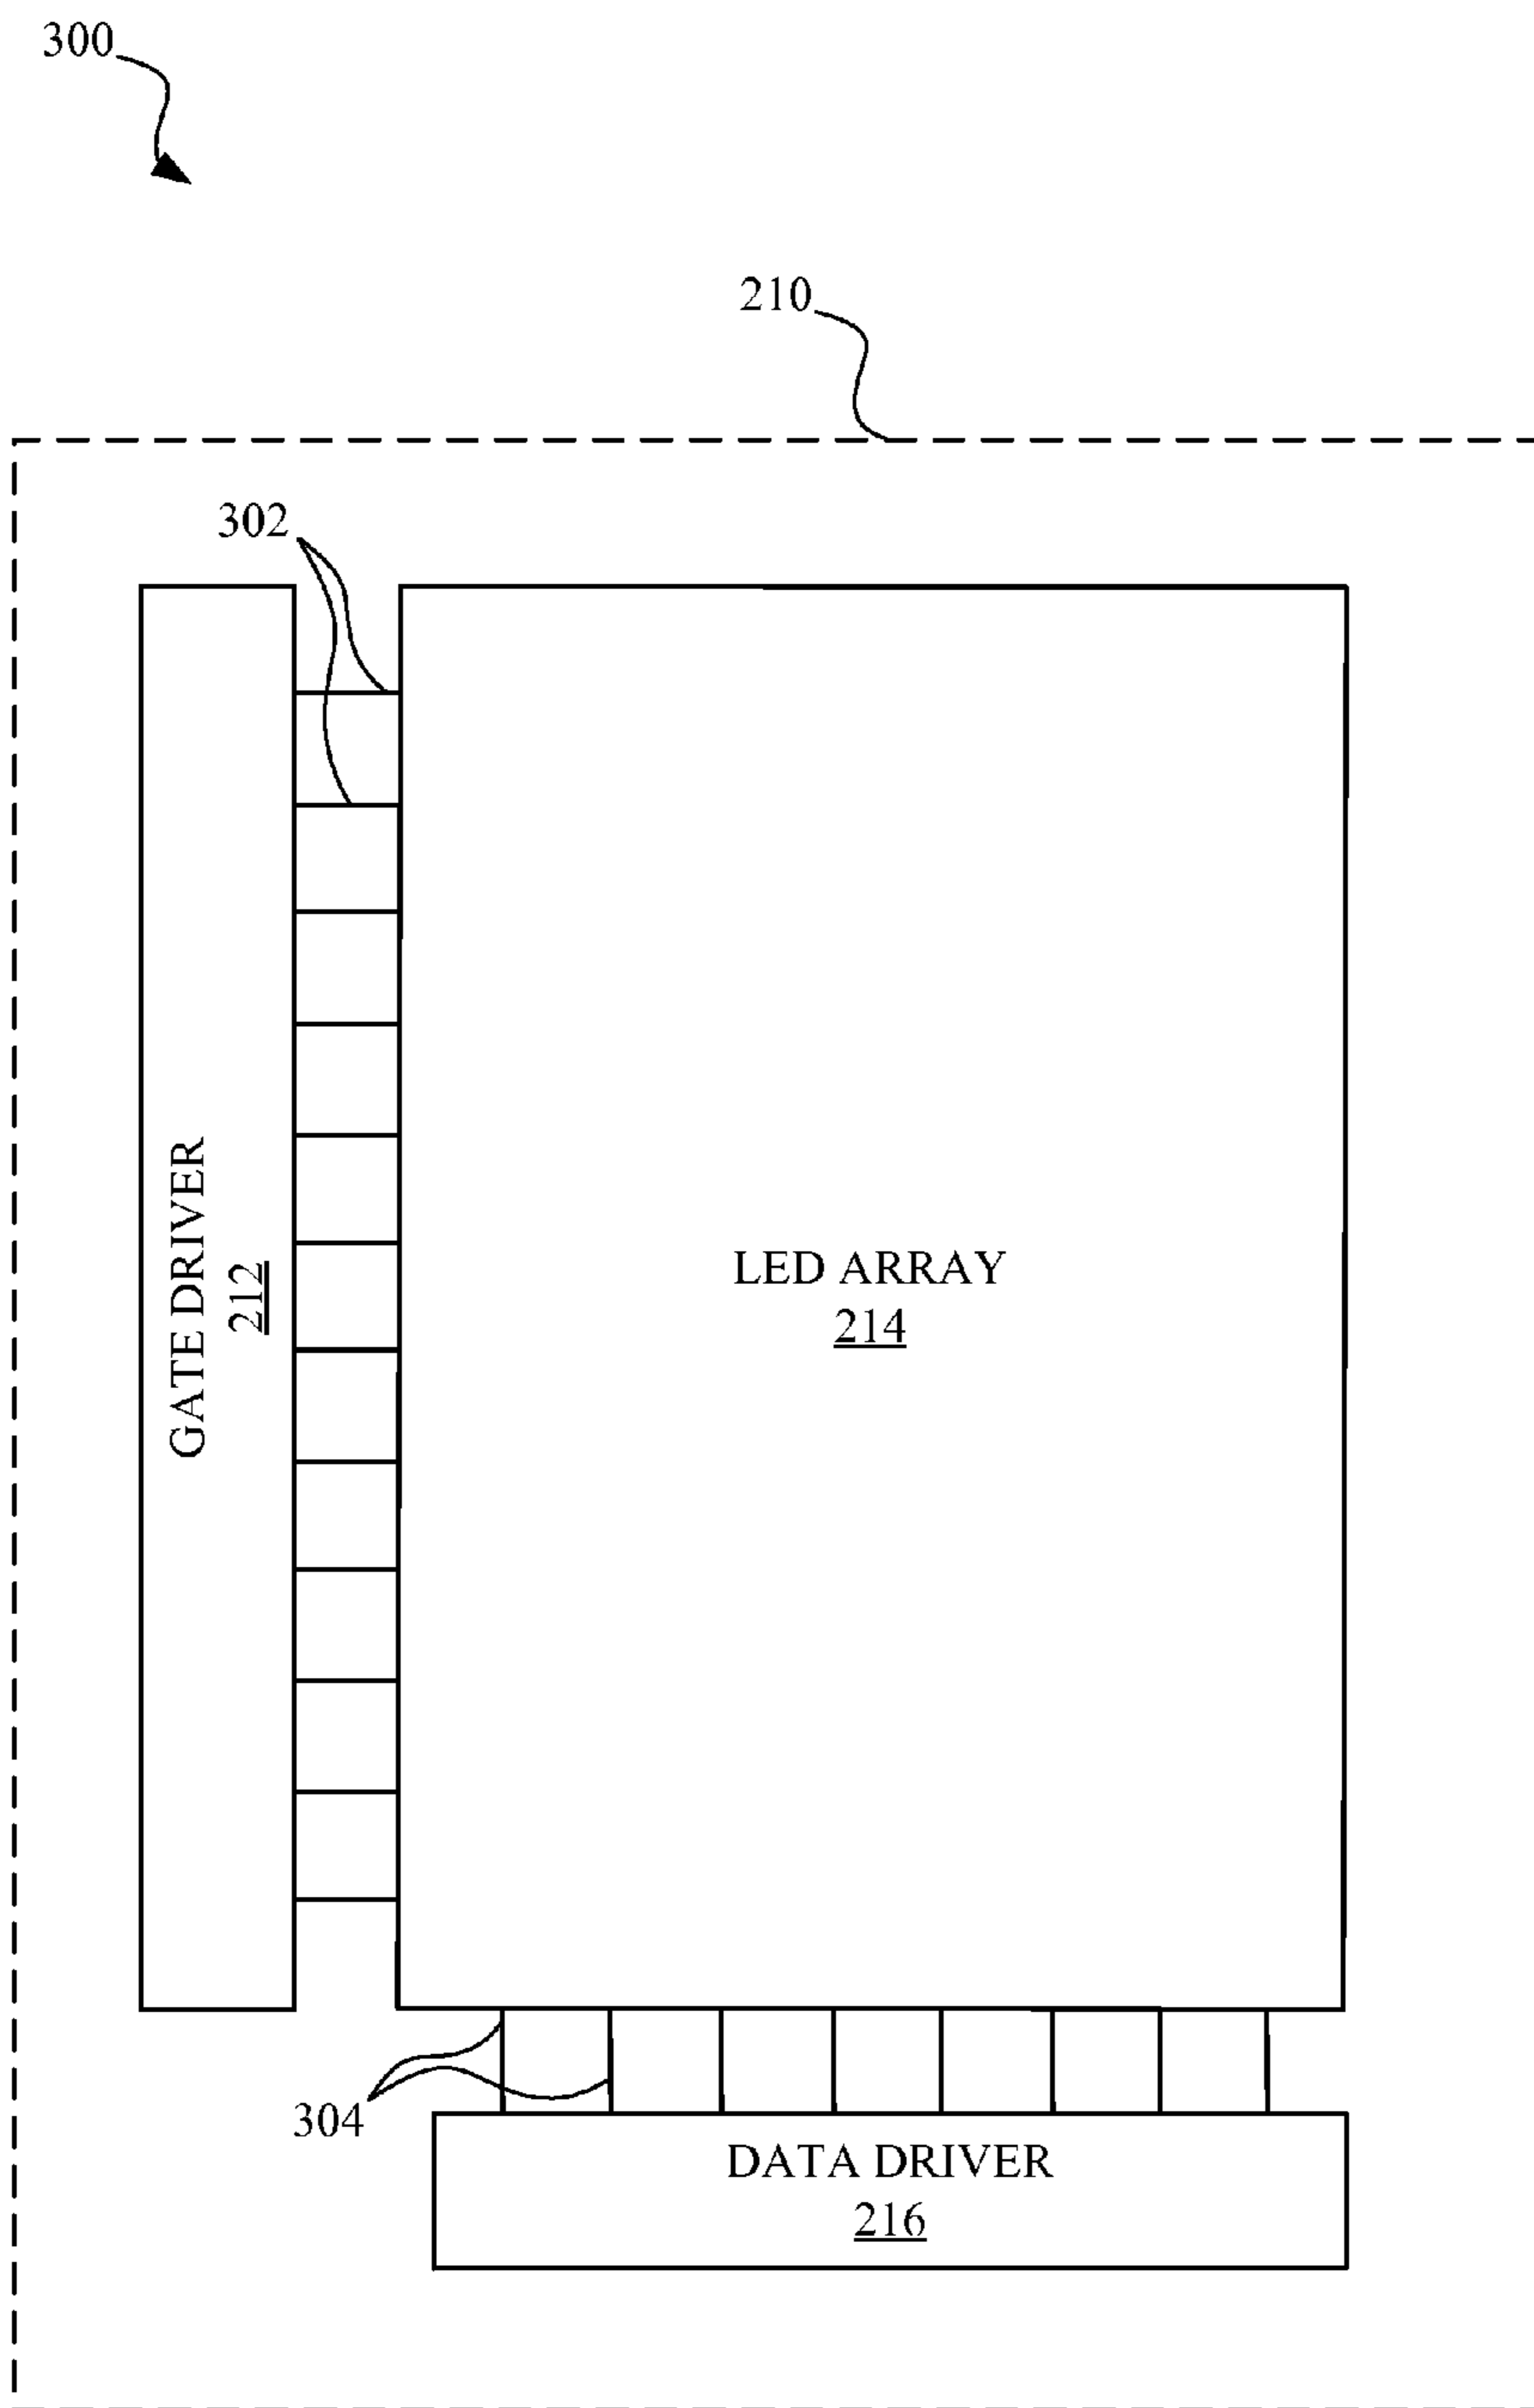 300
210
302
GATE DRIVER
212
LED ARRAY
214
304
DATA DRIVER
216